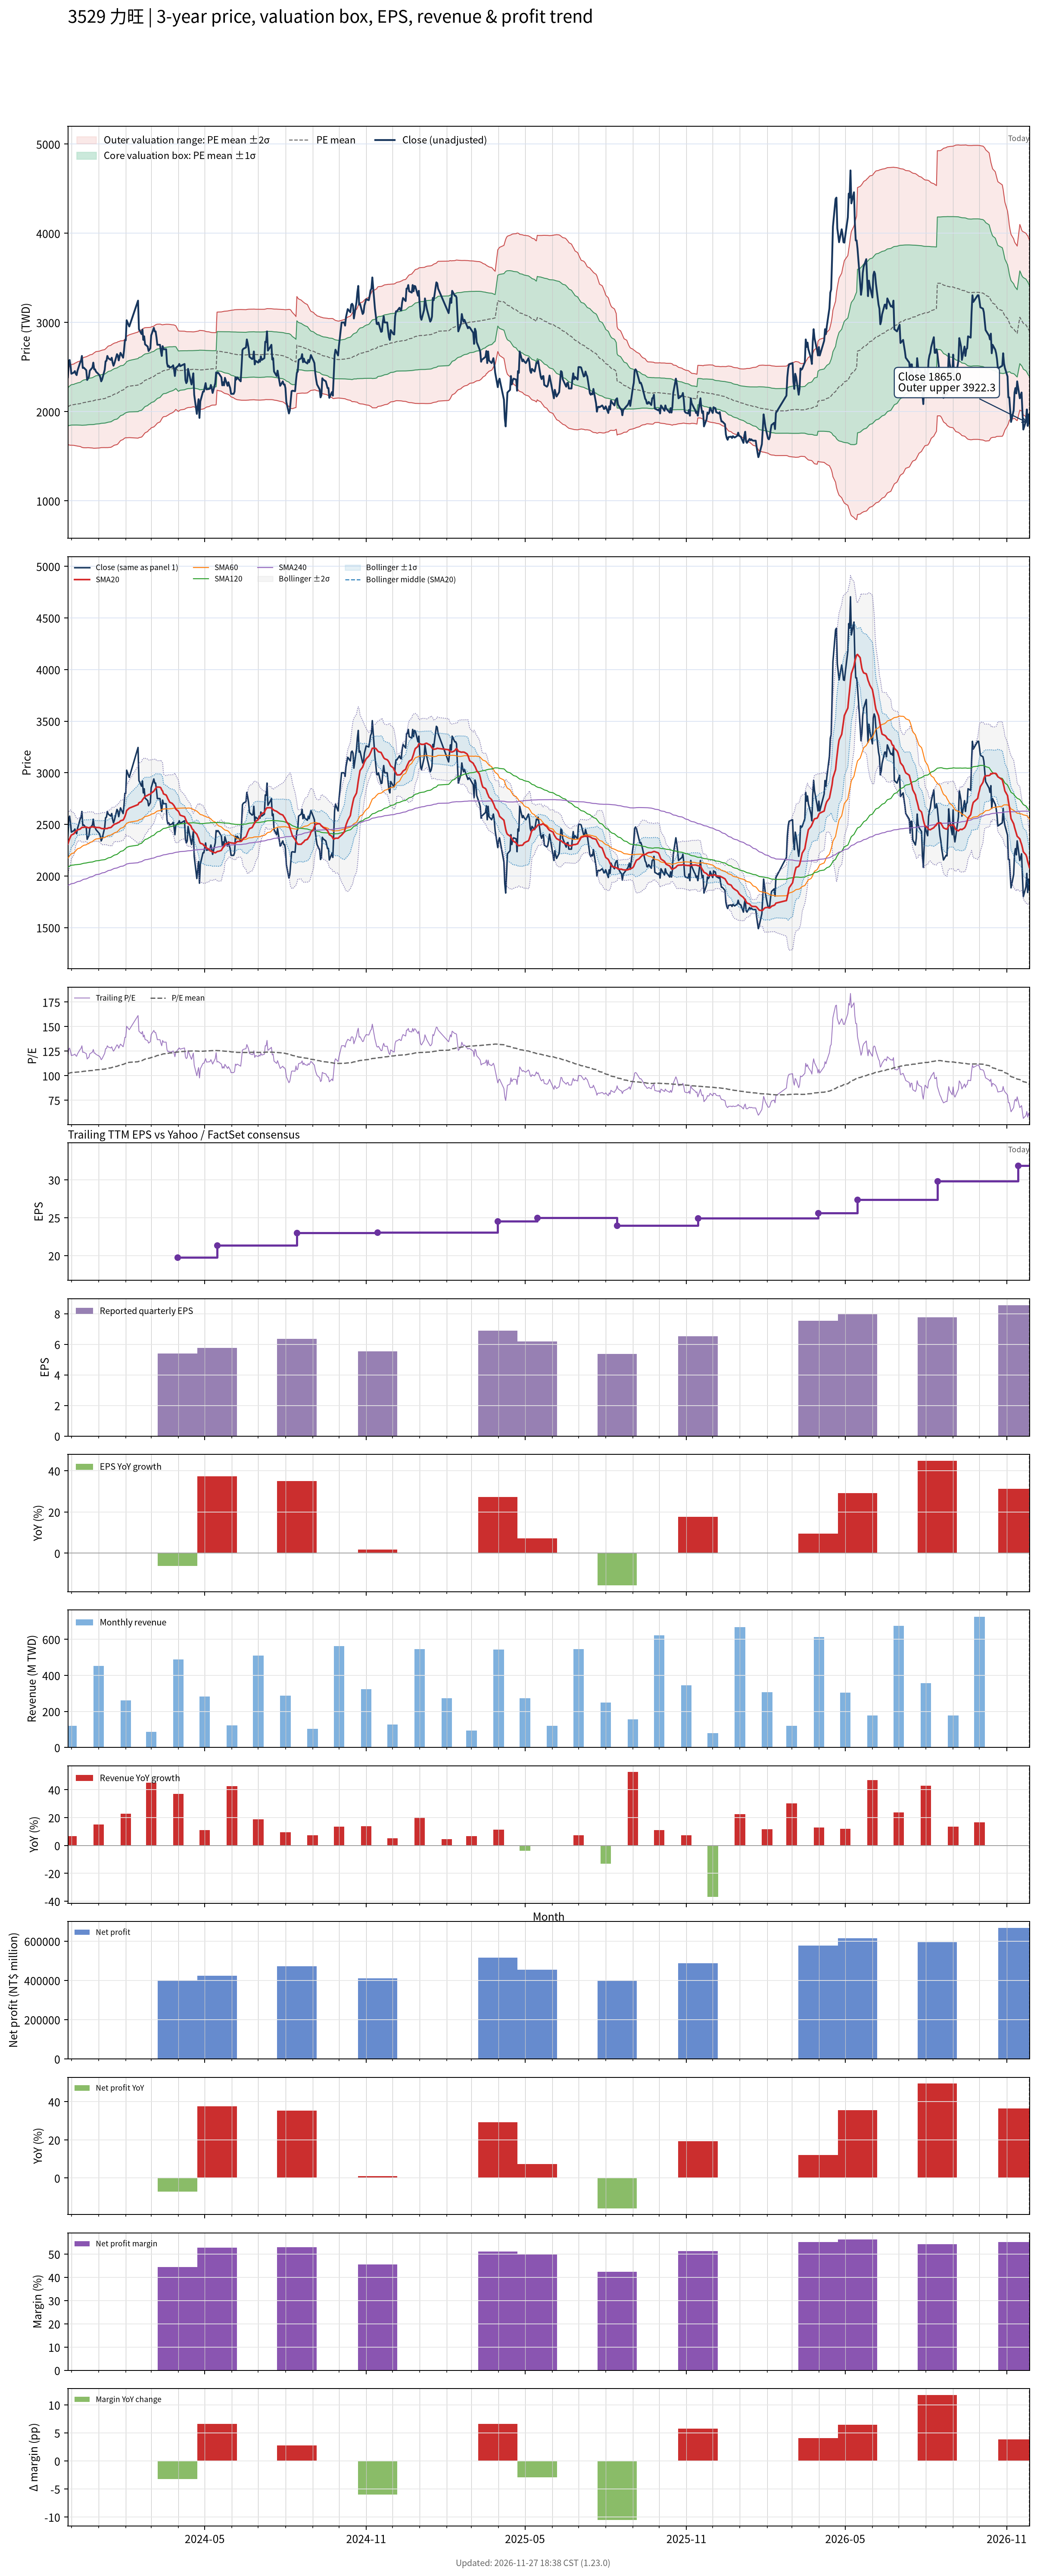 3529 力旺 | 3-year price, valuation box, EPS, revenue & profit trend
Outer valuation range: PE mean ±2σ
PE mean
Close (unadjusted)
Core valuation box: PE mean ±1σ
Today
5000
4000
3000
2000
1000
Price (TWD)
Close 1865.0
Outer upper 3922.3
Close (same as panel 1)
SMA60
SMA240
Bollinger ±1σ
SMA20
SMA120
Bollinger ±2σ
Bollinger middle (SMA20)
5000
4500
4000
3500
3000
2500
2000
1500
Price
Trailing P/E
P/E mean
175
150
125
100
75
P/E
Trailing TTM EPS vs Yahoo / FactSet consensus
Today
30
25
20
EPS
Reported quarterly EPS
8
6
4
2
0
EPS
EPS YoY growth
40
20
0
YoY (%)
Monthly revenue
600
400
200
0
Revenue (M TWD)
Revenue YoY growth
40
20
0
-20
-40
YoY (%)
Month
Net profit
600000
400000
200000
0
Net profit (NT$ million)
Net profit YoY
40
20
0
YoY (%)
Net profit margin
50
40
30
20
10
0
Margin (%)
Margin YoY change
10
5
0
-5
-10
Δ margin (pp)
2024-05
2024-11
2025-05
2025-11
2026-05
2026-11
Updated: 2026-11-27 18:38 CST (1.23.0)